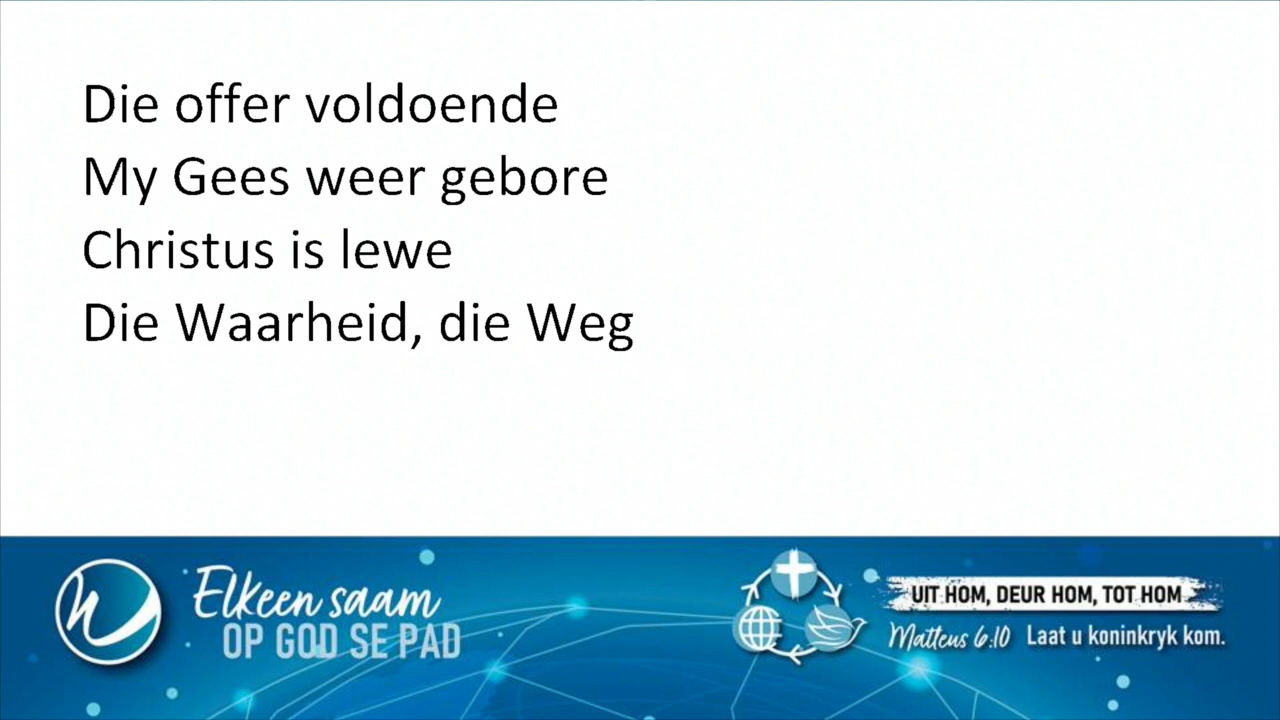 Die offer voldoende
My Gees weer gebore
Christus is lewe
Die Waarheid, die Weg
Elkeen saam
OP GOD SE PAD
UIT HOM, DEUR HOM, TOT HOM
Matteus 6:10 Laat u koninkryk kom.